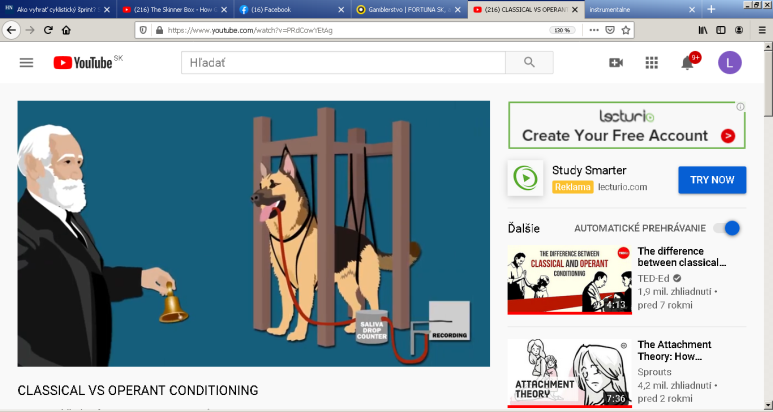 HN Ako vyhrať cyklistický šprint?
(216) The Skinner Box - How
(16) Facebook
Gamblerstvo | FORTUNA SK,
(216) CLASSICAL VS OPERANT
instrumentalne
https://www.youtube.com/watch?v=PRdCowYEtAg
130 %
YouTube SK
Hľadať
9+
L
lecturio
Create Your Free Account
Study Smarter
Reklama lecturio.com
TRY NOW
SALIVA
DROP
COUNTER
RECORDING
Ďalšie
AUTOMATICKÉ PREHRÁVANIE
THE DIFFERENCE BETWEEN
CLASSICAL AND OPERANT
CONDITIONING
4:13
The difference
between classical...
TED-Ed
1,9 mil. zhliadnutí •
pred 7 rokmi
ATTACHMENT
THEORY
7:36
The Attachment
Theory: How...
Sprouts
4,2 mil. zhliadnutí •
pred 2 rokmi
CLASSICAL VS OPERANT CONDITIONING